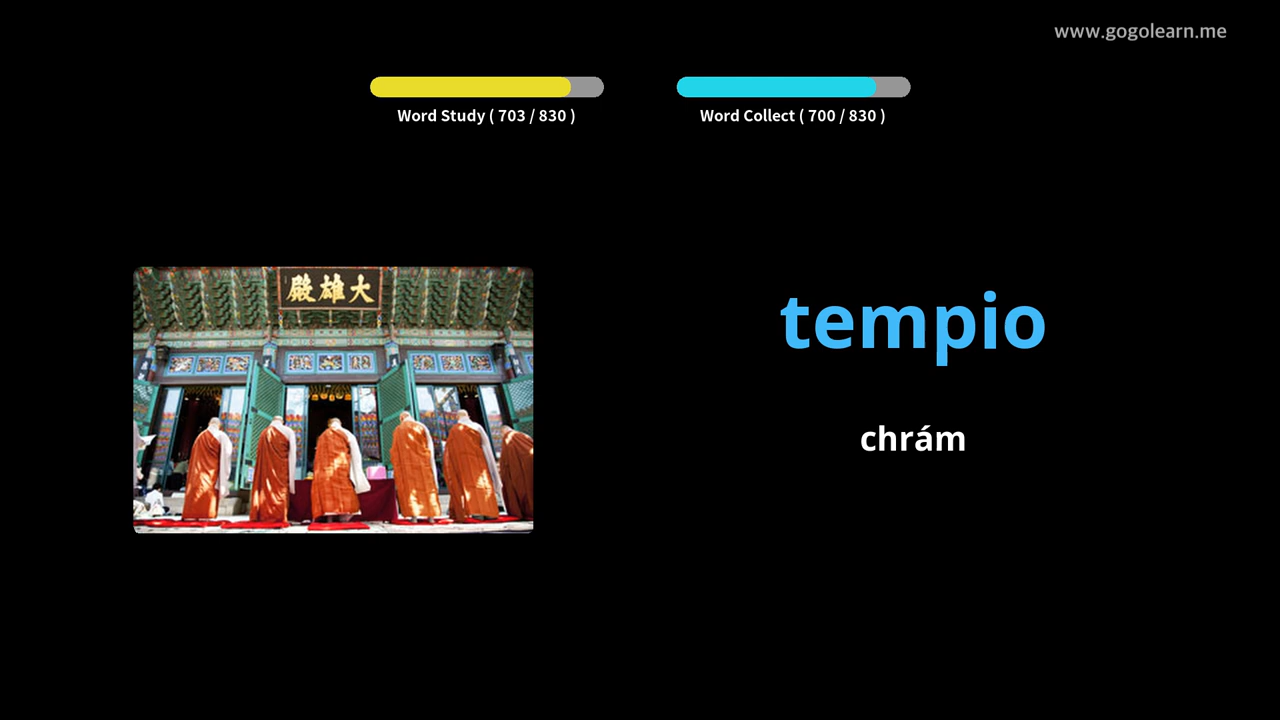 www.gogolearn.me
Word Study ( 703 / 830 )
Word Collect ( 700 / 830 )
殿雄大
tempio
chrám